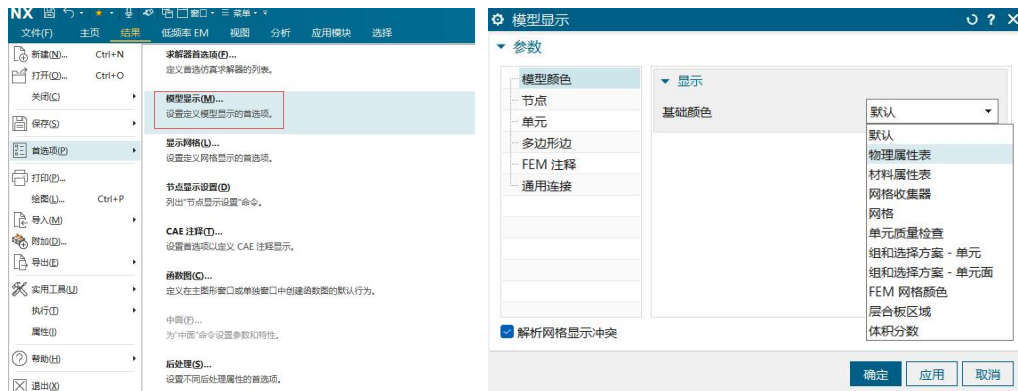 NX 窗口 菜单
文件(F) 主页 结果 低频率 EM 视图 分析 应用模块 选择
新建(N)... Ctrl+N
打开(O)... Ctrl+O
关闭(C)
保存(S)
首选项(P)
打印(P)...
绘图(L)... Ctrl+P
导入(M)
附加(D)...
导出(E)
实用工具(U)
执行(T)
属性(I)
帮助(H)
退出(X)
求解器首选项(F)...
定义首选仿真求解器的列表。
模型显示(M)...
设置定义模型显示的首选项。
显示网格(L)...
设置定义网格显示的首选项。
节点显示设置(D)
列出“节点显示设置”命令。
CAE 注释(T)...
设置首选项以定义 CAE 注释显示。
函数图(C)...
定义在主图形窗口或单独窗口中创建函数图的默认行为。
中面(F)...
为“中面”命令设置参数和特性。
后处理(S)...
设置不同后处理属性的首选项。
模型显示
参数
模型颜色
节点
单元
多边形边
FEM 注释
通用连接
显示
基础颜色 默认
默认
物理属性表
材料属性表
网格收集器
网格
单元质量检查
组和选择方案 - 单元
组和选择方案 - 单元面
FEM 网格颜色
层合板区域
体积分数
解析网格显示冲突
确定 应用 取消